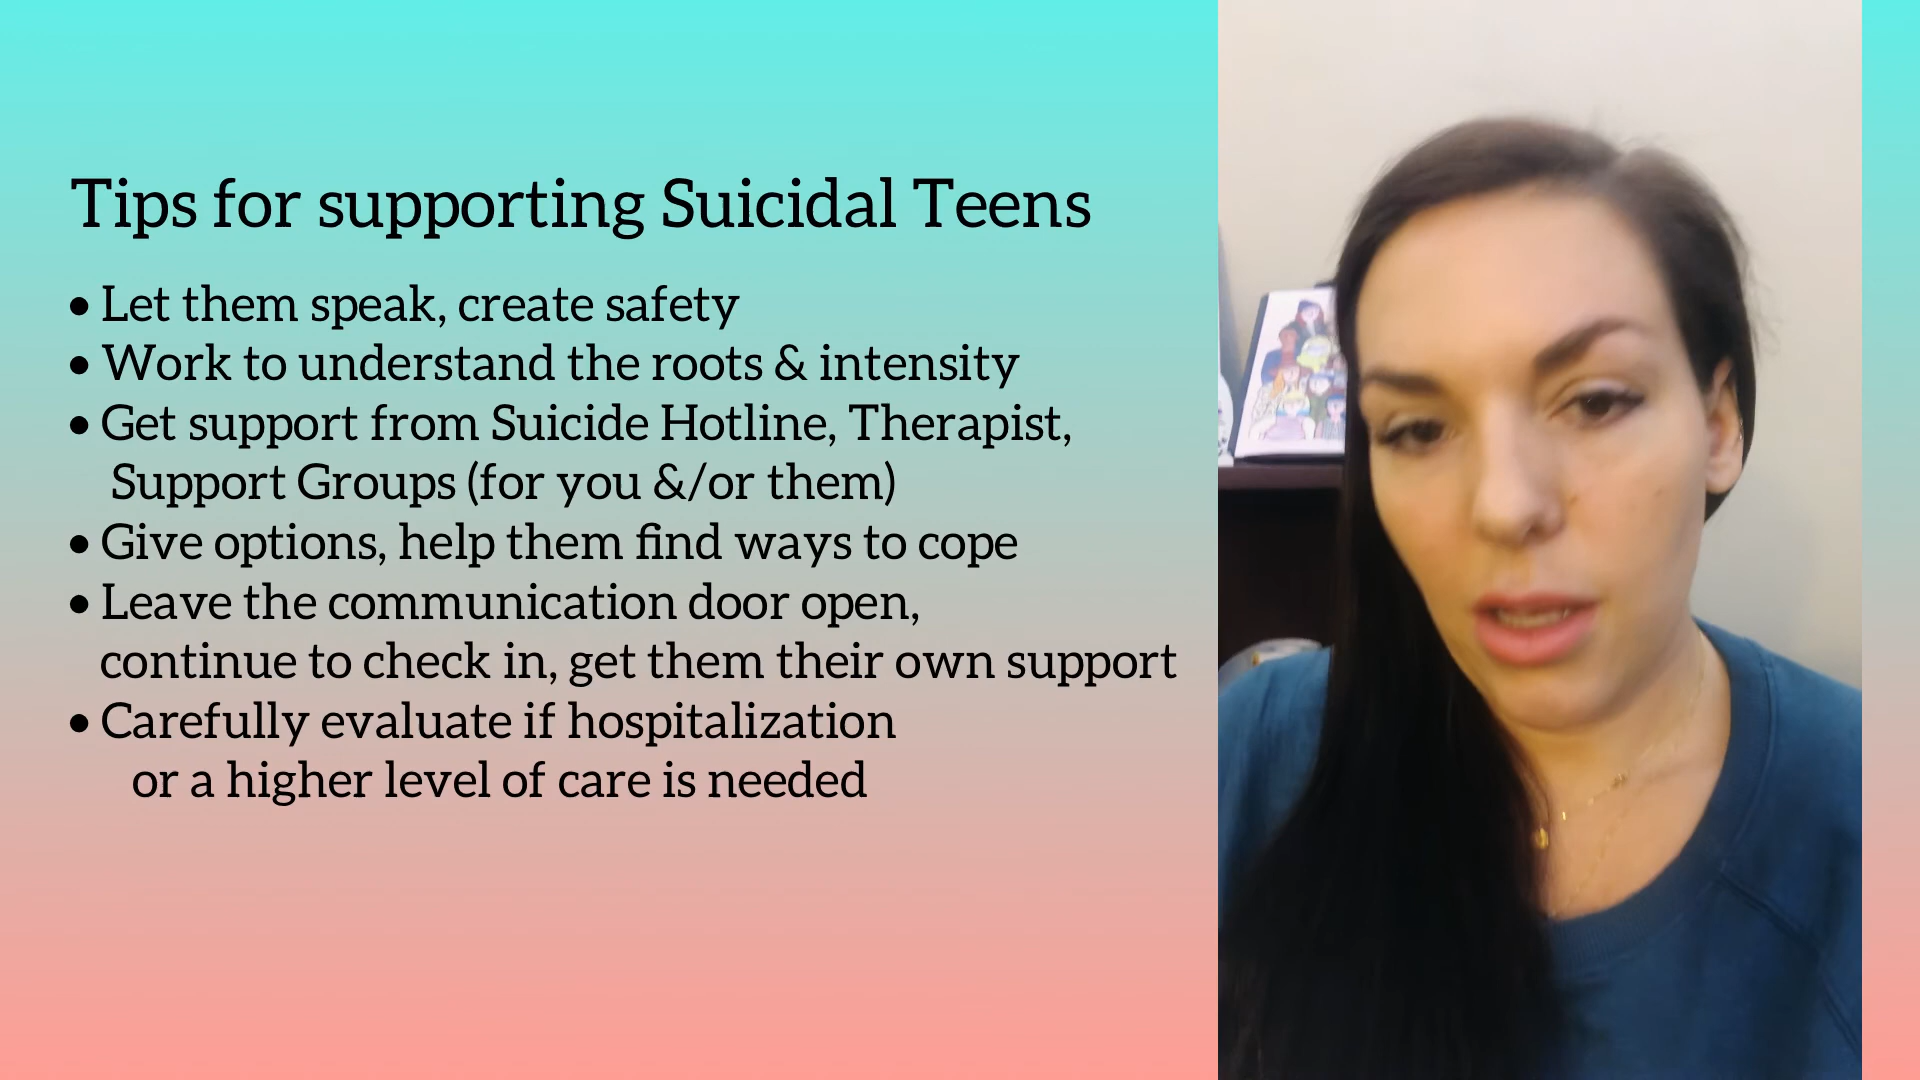 Tips for supporting Suicidal Teens
• Let them speak, create safety
• Work to understand the roots & intensity
• Get support from Suicide Hotline, Therapist,
Support Groups (for you &/or them)
• Give options, help them find ways to cope
• Leave the communication door open,
continue to check in, get them their own support
• Carefully evaluate if hospitalization
or a higher level of care is needed